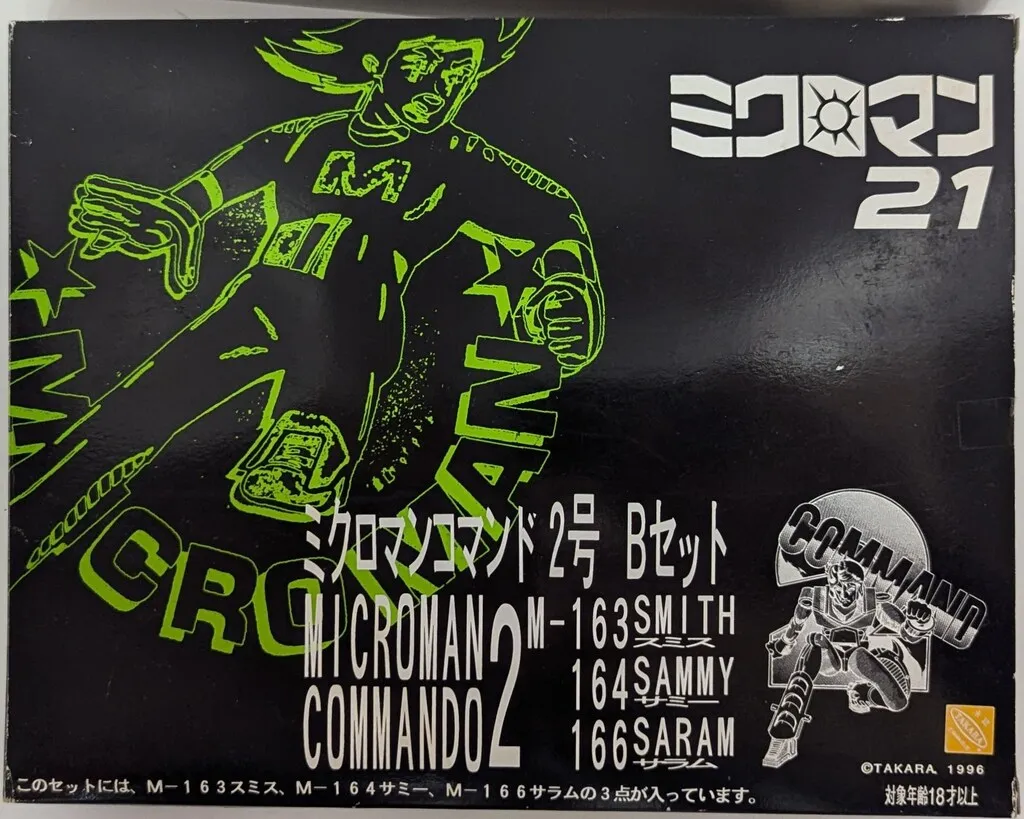 ミクロマン
21
MICROMAN
ミクロマンコマンド 2号 Bセット
MICROMAN
COMMANDO 2
M-163 SMITH
スミス
164 SAMMY
サミー
166 SARAM
サラム
COMMAND
TAKARA
©TAKARA 1996
対象年齢18才以上
このセットには、M-163スミス、M-164サミー、M-166サラムの3点が入っています。